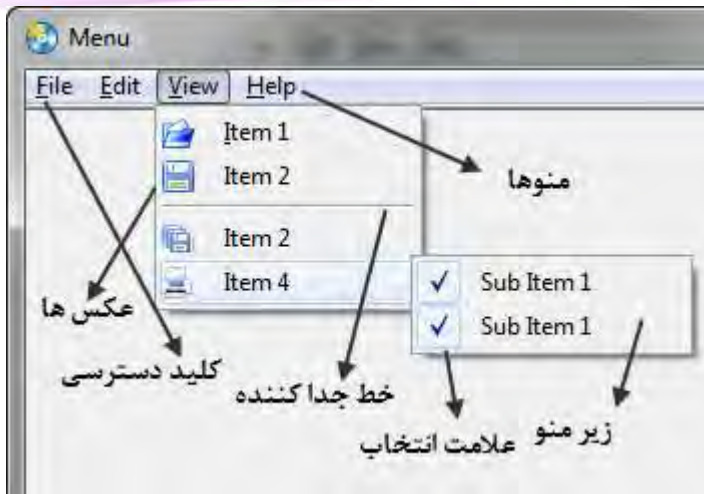 Menu
File Edit View Help
Item 1
Item 2
Item 2
Item 4
Sub Item 1
Sub Item 1
منوها
عکس ها
کلید دسترسی
خط جدا کننده
علامت انتخاب
زیر منو